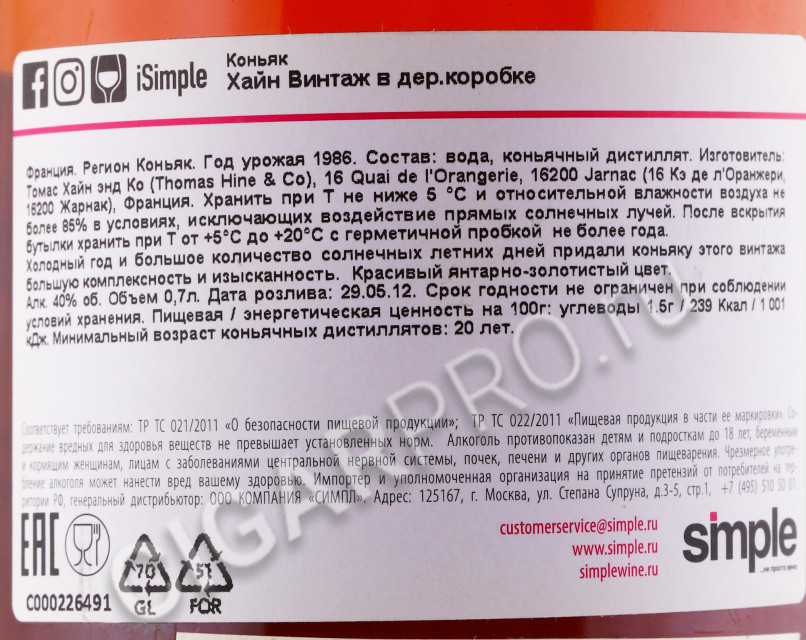 iSimple
Коньяк
Хайн Винтаж в дер.коробке
Франция. Регион Коньяк. Год урожая 1986. Состав: вода, коньячный дистиллят. Изготовитель:
Томас Хайн энд Ко (Thomas Hine & Co), 16 Quai de l'Orangerie, 16200 Jarnac (16 Кэ де л'Оранжери,
16200 Жарнак), Франция. Хранить при Т не ниже 5 °С и относительной влажности воздуха не
более 85% в условиях, исключающих воздействие прямых солнечных лучей. После вскрытия
бутылки хранить при Т от +5°С до +20°С с герметичной пробкой не более года.
Холодный год и большое количество солнечных летних дней придали коньяку этого винтажа
большую комплексность и изысканность. Красивый янтарно-золотистый цвет.
Алк. 40% об. Объем 0,7л. Дата розлива: 29.05.12. Срок годности не ограничен при соблюдении
условий хранения. Пищевая / энергетическая ценность на 100г: углеводы 1.5г / 239 Ккал / 1 001
кДж. Минимальный возраст коньячных дистиллятов: 20 лет.
Соответствует требованиям: ТР ТС 021/2011 «О безопасности пищевой продукции»; ТР ТС 022/2011 «Пищевая продукция в части ее маркировки». Со-
держание вредных для здоровья веществ не превышает установленных норм. Алкоголь противопоказан детям и подросткам до 18 лет, беременным
и кормящим женщинам, лицам с заболеваниями центральной нервной системы, почек, печени и других органов пищеварения. Чрезмерное употре-
бление алкоголя может нанести вред вашему здоровью. Импортер и уполномоченная организация на принятие претензий от потребителей на тер-
ритории РФ, генеральный дистрибьютор: ООО КОМПАНИЯ «СИМПЛ». Адрес: 125167, г. Москва, ул. Степана Супруна, д.3-5, стр.1, +7 (495) 510 50 01
customerservice@simple.ru
www.simple.ru
simplewine.ru
simple
...не просто вино
EAC
70
GL
51
FOR
C000226491
CIGARPRO.ru